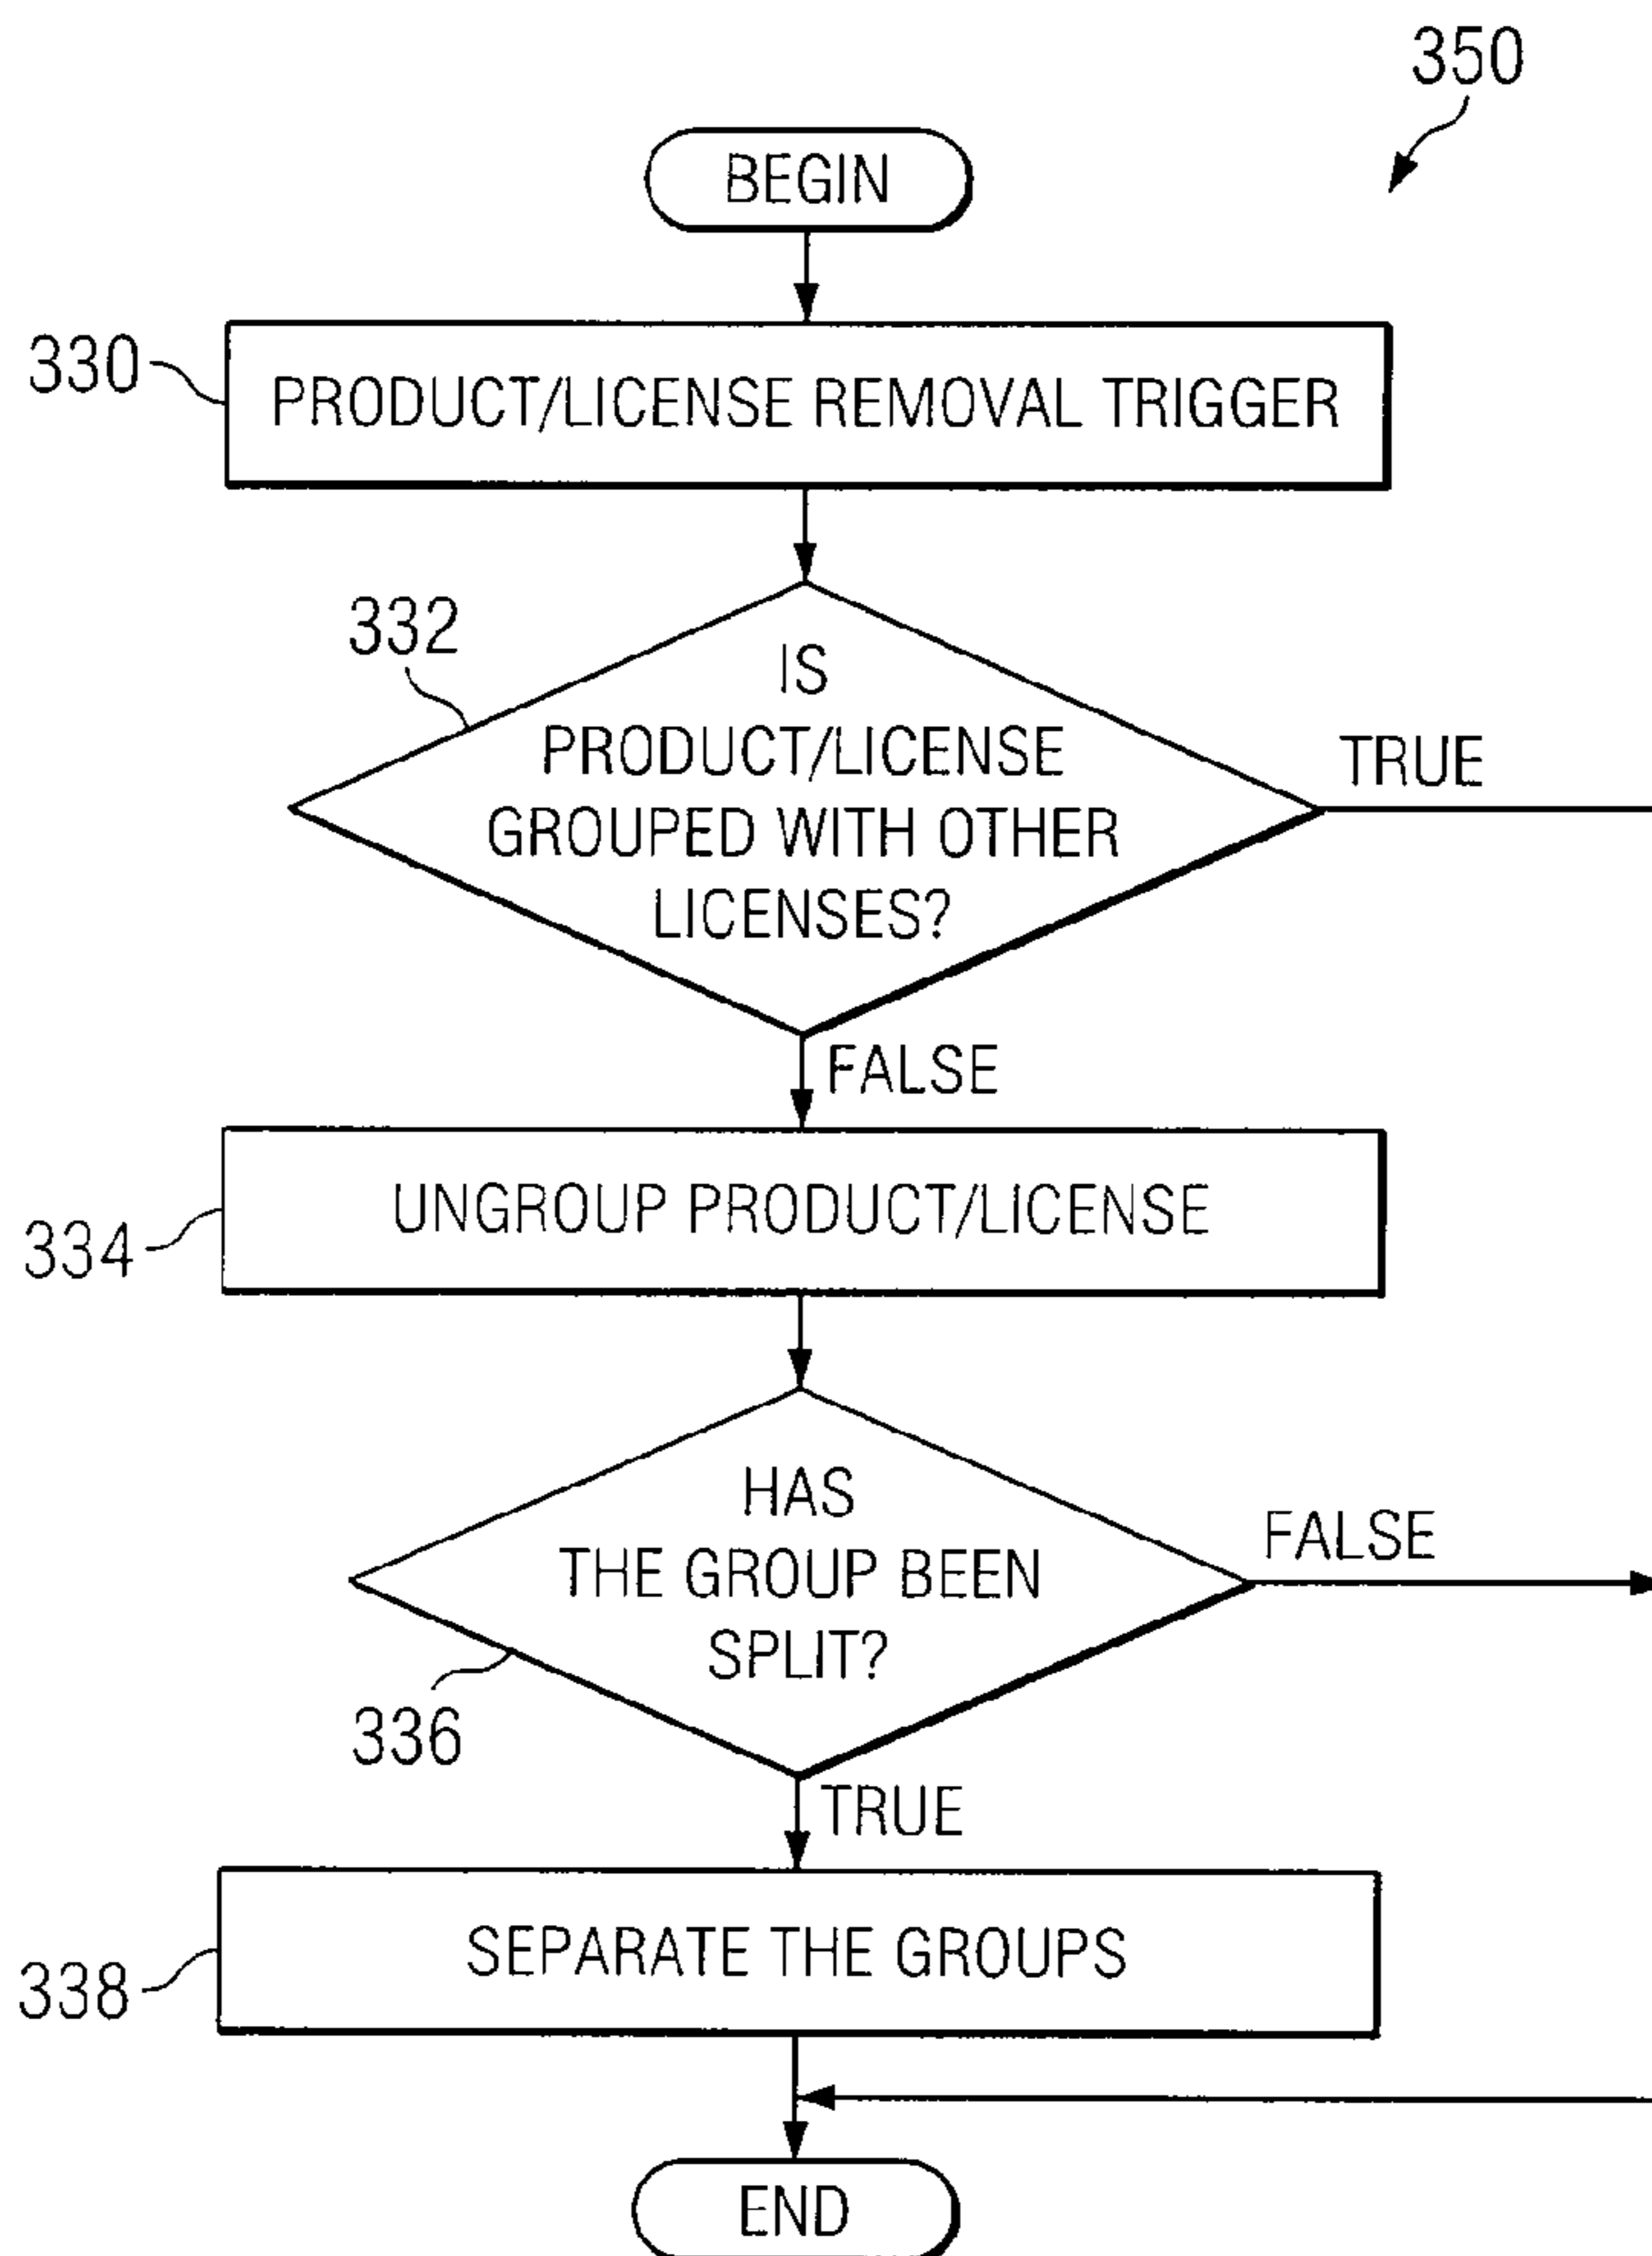 350
BEGIN
330
PRODUCT/LICENSE REMOVAL TRIGGER
332
IS
PRODUCT/LICENSE
GROUPED WITH OTHER
LICENSES?
TRUE
FALSE
334
UNGROUP PRODUCT/LICENSE
HAS
THE GROUP BEEN
SPLIT?
FALSE
336
TRUE
338
SEPARATE THE GROUPS
END